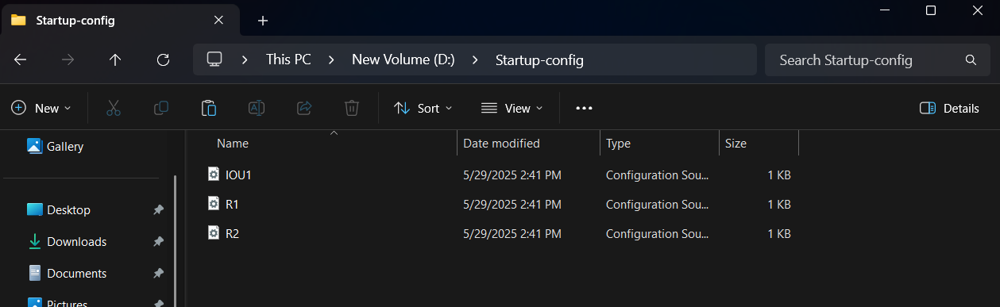 Startup-config
This PC > New Volume (D:) > Startup-config
Search Startup-config
New
Sort
View
Details
Gallery
Desktop
Downloads
Documents
Pictures
Name Date modified Type Size
IOU1 5/29/2025 2:41 PM Configuration Sou... 1 KB
R1 5/29/2025 2:41 PM Configuration Sou... 1 KB
R2 5/29/2025 2:41 PM Configuration Sou... 1 KB